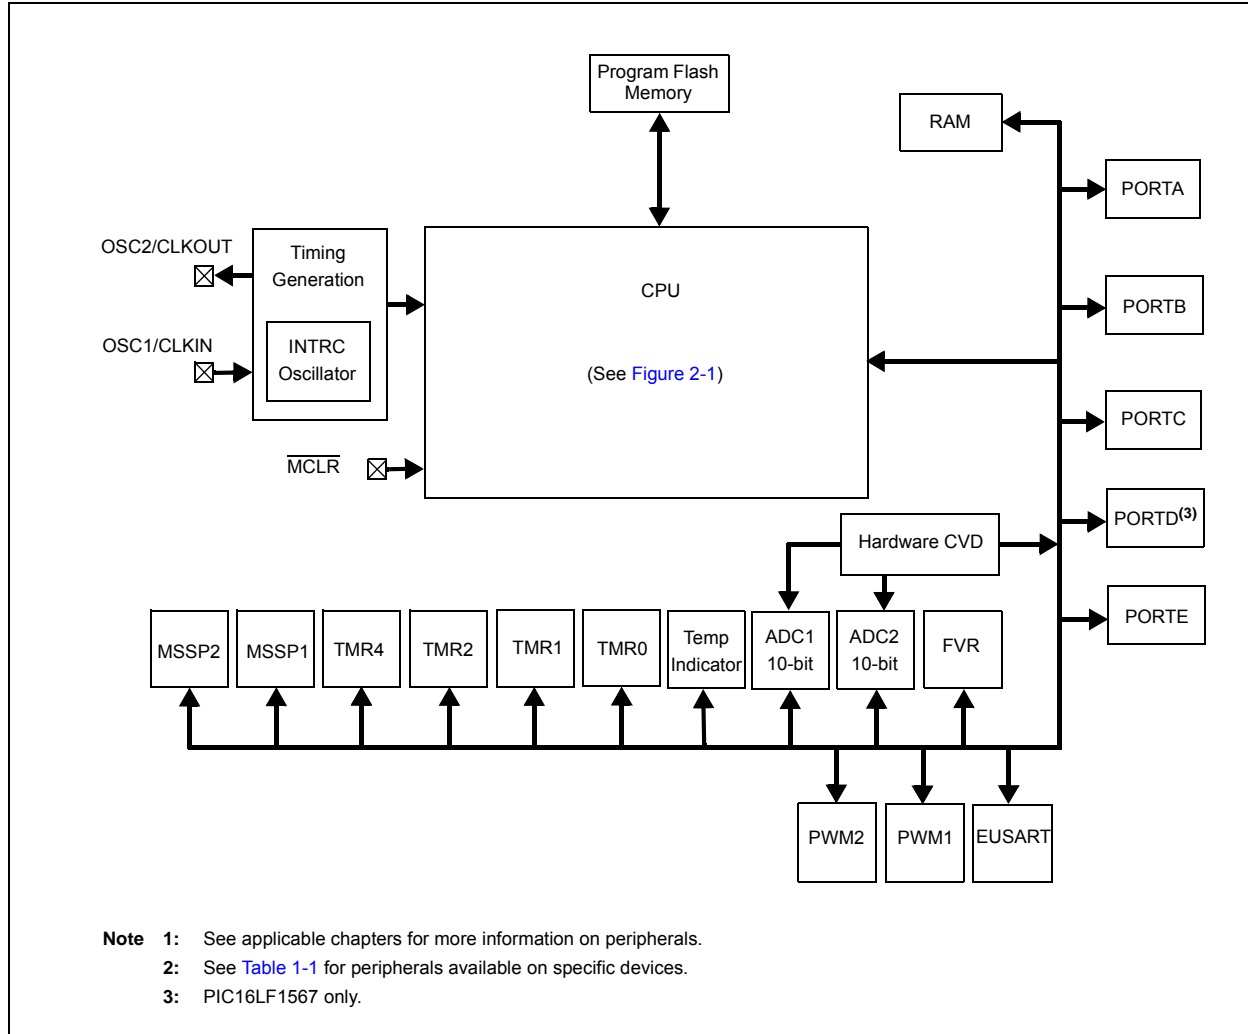 Program Flash
Memory
RAM
PORTA
OSC2/CLKOUT
Timing
Generation
CPU
PORTB
OSC1/CLKIN
INTRC
Oscillator
(See Figure 2-1)
PORTC
MCLR
PORTD(3)
Hardware CVD
PORTE
MSSP2
MSSP1
TMR4
TMR2
TMR1
TMR0
Temp
Indicator
ADC1
10-bit
ADC2
10-bit
FVR
PWM2
PWM1
EUSART
Note 1: See applicable chapters for more information on peripherals.
2: See Table 1-1 for peripherals available on specific devices.
3: PIC16LF1567 only.